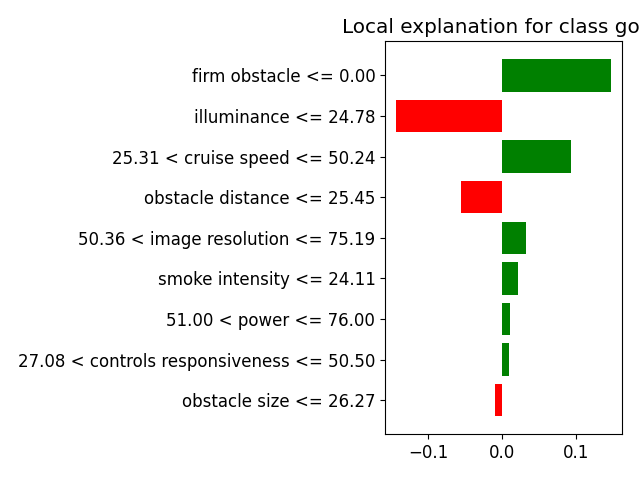 Local explanation for class go
firm obstacle <= 0.00
illuminance <= 24.78
25.31 < cruise speed <= 50.24
obstacle distance <= 25.45
50.36 < image resolution <= 75.19
smoke intensity <= 24.11
51.00 < power <= 76.00
27.08 < controls responsiveness <= 50.50
obstacle size <= 26.27
−0.1 0.0 0.1